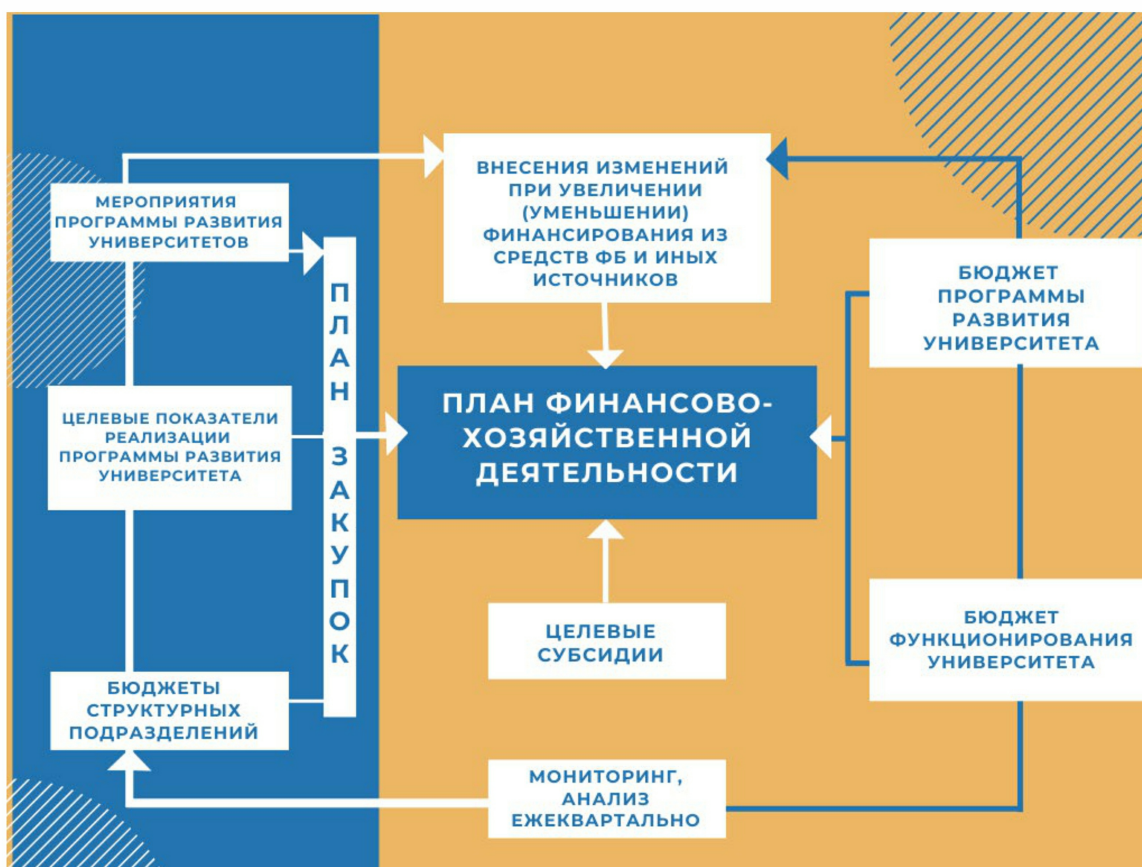 МЕРОПРИЯТИЯ
ПРОГРАММЫ РАЗВИТИЯ
УНИВЕРСИТЕТОВ
ЦЕЛЕВЫЕ ПОКАЗАТЕЛИ
РЕАЛИЗАЦИИ
ПРОГРАММЫ РАЗВИТИЯ
УНИВЕРСИТЕТА
БЮДЖЕТЫ
СТРУКТУРНЫХ
ПОДРАЗДЕЛЕНИЙ
ПЛАН ЗАКУПОК
ВНЕСЕНИЯ ИЗМЕНЕНИЙ
ПРИ УВЕЛИЧЕНИИ
(УМЕНЬШЕНИИ)
ФИНАНСИРОВАНИЯ ИЗ
СРЕДСТВ ФБ И ИНЫХ
ИСТОЧНИКОВ
ПЛАН ФИНАНСОВО-
ХОЗЯЙСТВЕННОЙ
ДЕЯТЕЛЬНОСТИ
ЦЕЛЕВЫЕ
СУБСИДИИ
МОНИТОРИНГ,
АНАЛИЗ
ЕЖЕКВАРТАЛЬНО
БЮДЖЕТ
ПРОГРАММЫ
РАЗВИТИЯ
УНИВЕРСИТЕТА
БЮДЖЕТ
ФУНКЦИОНИРОВАНИЯ
УНИВЕРСИТЕТА